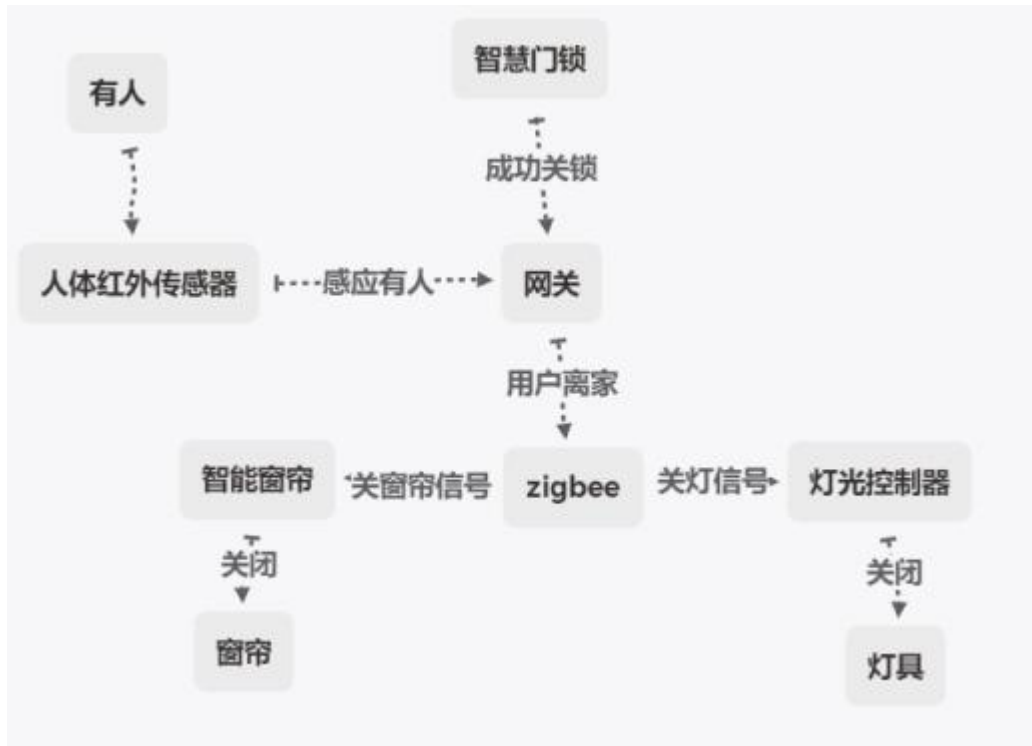 智慧门锁
有人
成功关锁
人体红外传感器
感应有人
网关
用户离家
智能窗帘
关窗帘信号
zigbee
关灯信号
灯光控制器
关闭
关闭
窗帘
灯具